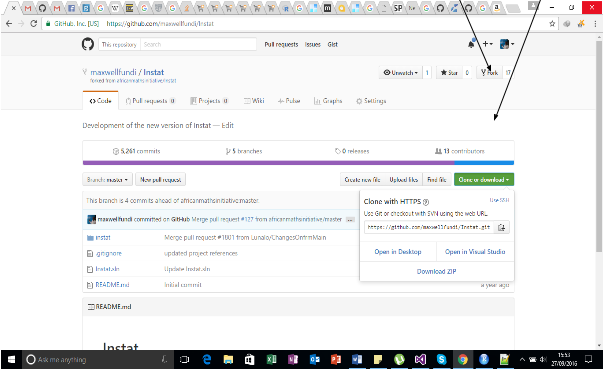 GitHub, Inc. [US]
https://github.com/maxwellfundi/Instat
This repository
Search
Pull requests
Issues
Gist
maxwellfundi / Instat
forked from africanmathsinitiative/Instat
Unwatch
1
Star
0
Fork
Code
Pull requests 0
Projects 0
Wiki
Pulse
Graphs
Settings
Development of the new version of Instat — Edit
5,261 commits
5 branches
0 releases
13 contributors
Branch: master
New pull request
Create new file
Upload files
Find file
Clone or download
This branch is 4 commits ahead of africanmathsinitiative:master.
maxwellfundi committed on GitHub Merge pull request #127 from africanmathsinitiative/master
instat
Merge pull request #1801 from Lunalo/ChangesOnfrmMain
.gitignore
updated project references
Instat.sln
Update Instat.sln
README.md
Initial commit
a year ago
Clone with HTTPS
Use SSH
Use Git or checkout with SVN using the web URL.
https://github.com/maxwellfundi/Instat.git
Open in Desktop
Open in Visual Studio
Download ZIP
README.md
Instat
Ask me anything
15:53
27/09/2016